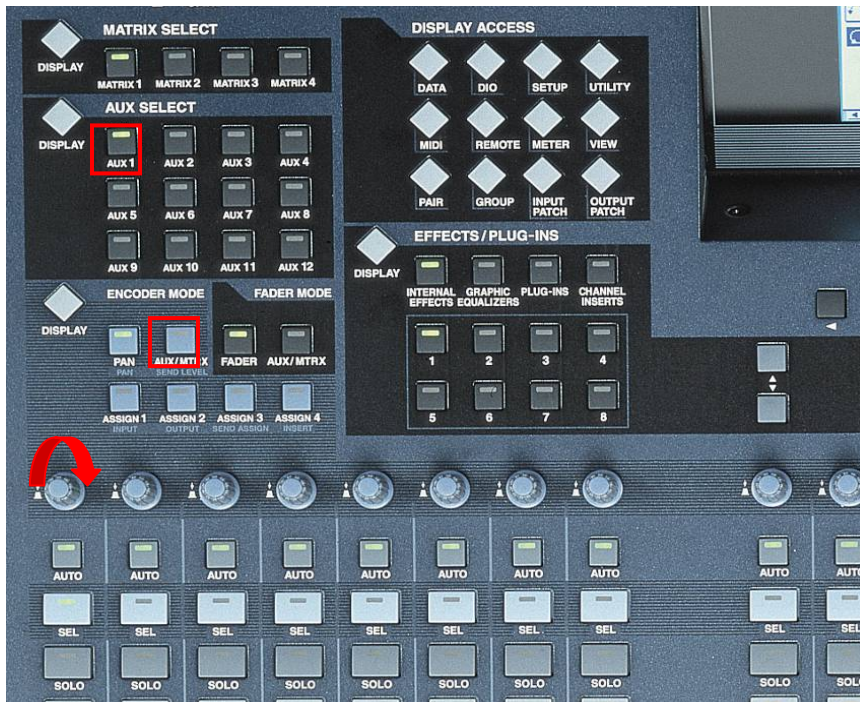 MATRIX SELECT
DISPLAY
MATRIX 1 MATRIX 2 MATRIX 3 MATRIX 4
AUX SELECT
DISPLAY
AUX 1 AUX 2 AUX 3 AUX 4
AUX 5 AUX 6 AUX 7 AUX 8
AUX 9 AUX 10 AUX 11 AUX 12
ENCODER MODE FADER MODE
DISPLAY
PAN AUX/MTRX FADER AUX/MTRX
PAN SEND LEVEL
ASSIGN 1 ASSIGN 2 ASSIGN 3 ASSIGN 4
INPUT OUTPUT SEND ASSIGN INSERT
DISPLAY ACCESS
DATA DIO SETUP UTILITY
MIDI REMOTE METER VIEW
PAIR GROUP INPUT OUTPUT
PATCH PATCH
EFFECTS/PLUG-INS
DISPLAY
INTERNAL GRAPHIC PLUG-INS CHANNEL
EFFECTS EQUALIZERS INSERTS
1 2 3 4
5 6 7 8
AUTO AUTO AUTO AUTO AUTO AUTO AUTO AUTO AUTO
SEL SEL SEL SEL SEL SEL SEL SEL SEL SEL
SOLO SOLO SOLO SOLO SOLO SOLO SOLO SOLO SOLO